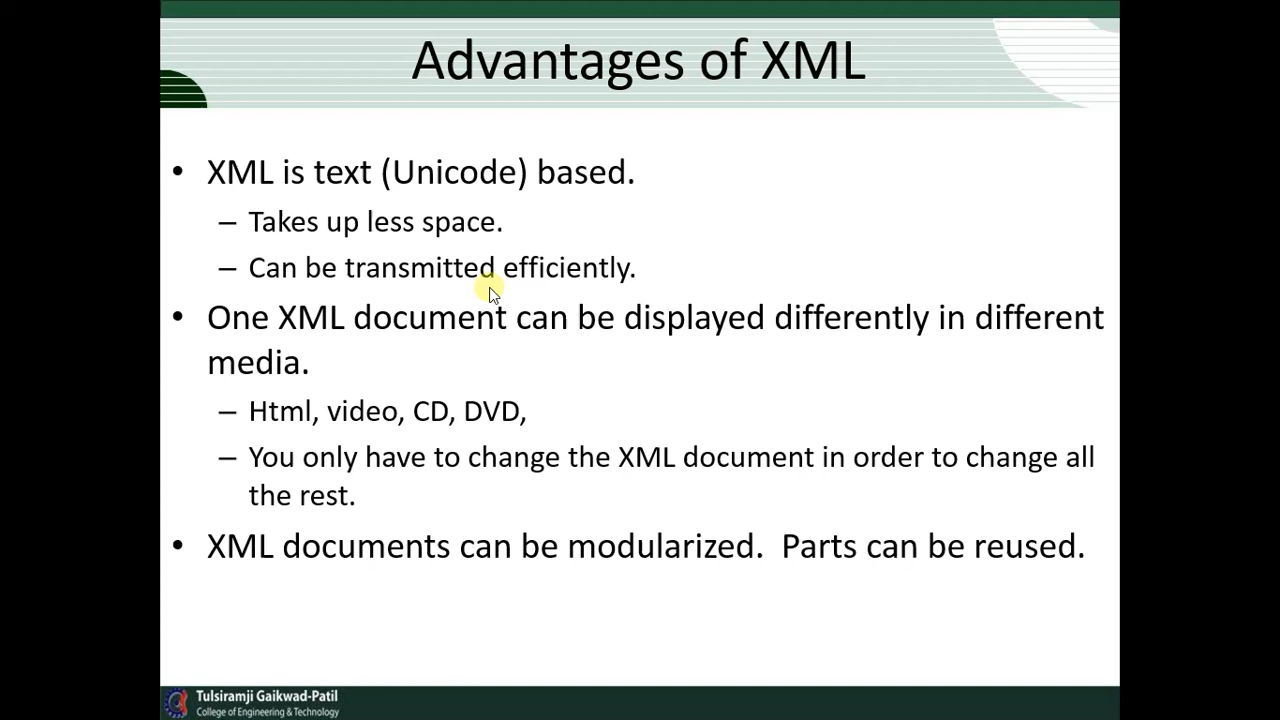 Advantages of XML
• XML is text (Unicode) based.
– Takes up less space.
– Can be transmitted efficiently.
• One XML document can be displayed differently in different
media.
– Html, video, CD, DVD,
– You only have to change the XML document in order to change all
the rest.
• XML documents can be modularized.  Parts can be reused.
Tulsiramji Gaikwad-Patil
College of Engineering & Technology